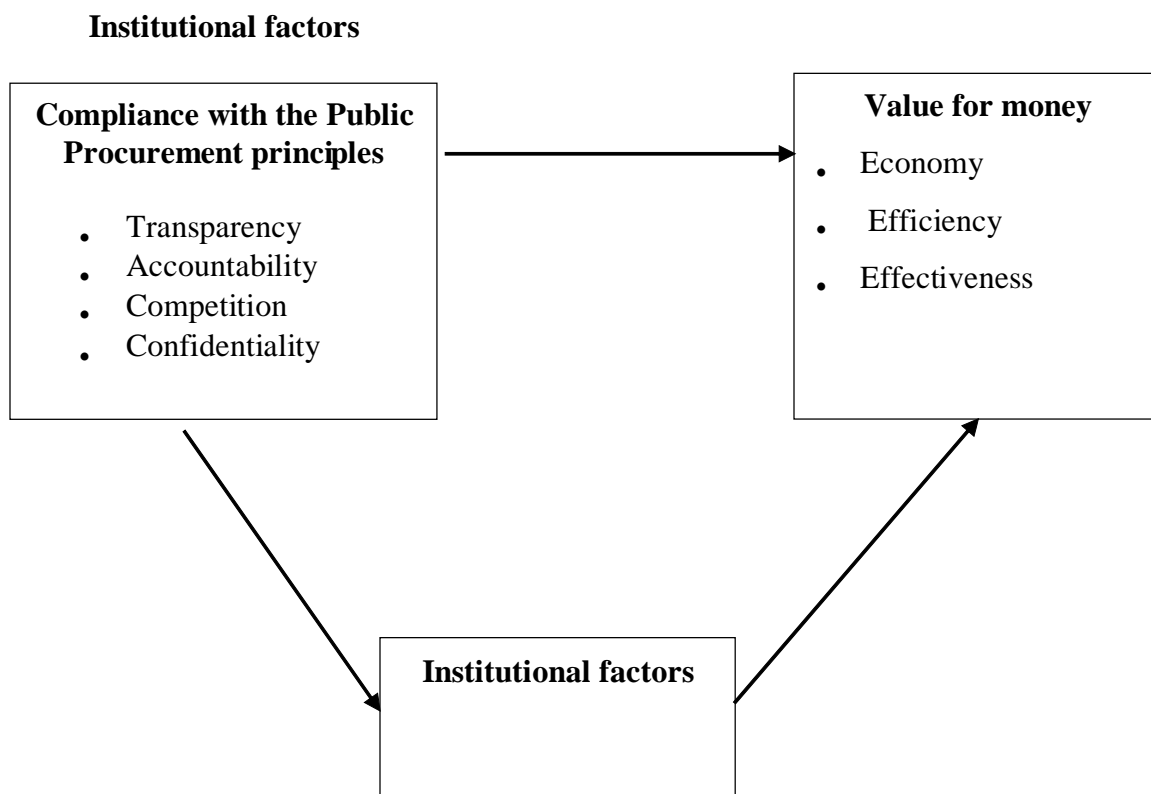 Institutional factors
Compliance with the Public
Procurement principles
• Transparency
• Accountability
• Competition
• Confidentiality
Value for money
• Economy
• Efficiency
• Effectiveness
Institutional factors